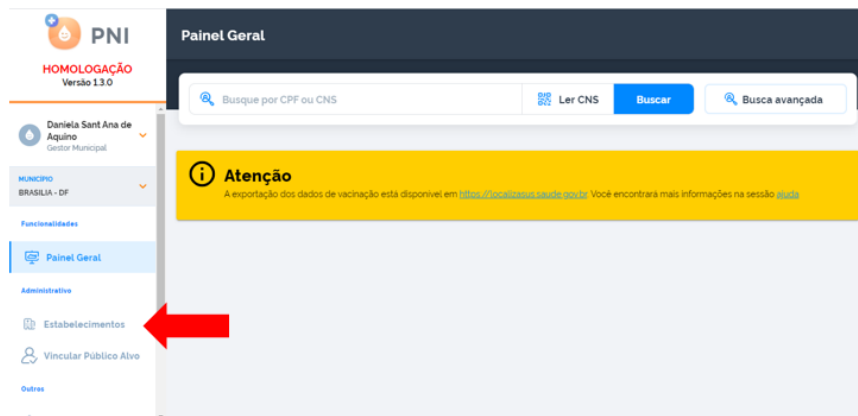 PNI
HOMOLOGAÇÃO
Versão 1.3.0
Daniela Sant Ana de
Aquino
Gestor Municipal
MUNICÍPIO
BRASILIA - DF
Funcionalidades
Painel Geral
Administrativo
Estabelecimentos
Vincular Público Alvo
Outros
Painel Geral
Busque por CPF ou CNS
Ler CNS
Buscar
Busca avançada
Atenção
A exportação dos dados de vacinação está disponível em https://localizasus.saude.gov.br. Você encontrará mais informações na sessão ajuda